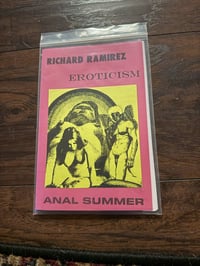 RICHARD RAMIREZ
EROTICISM
ANAL SUMMER